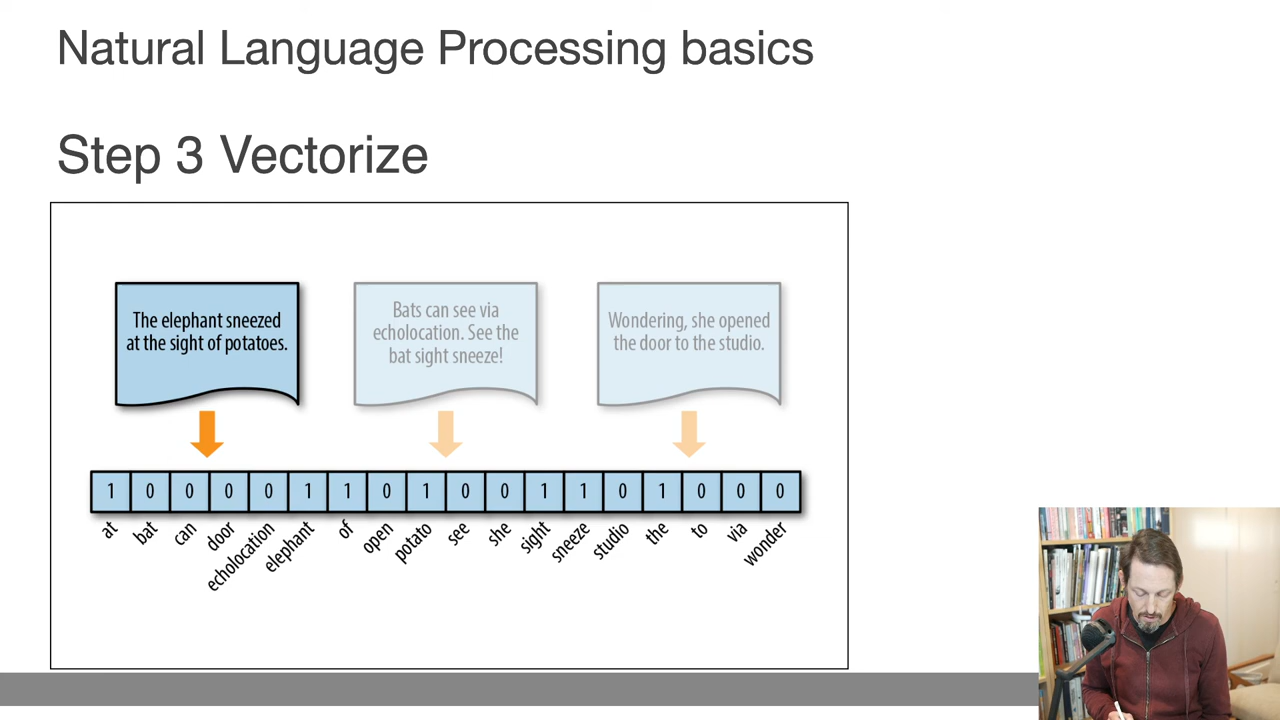 Natural Language Processing basics
Step 3 Vectorize
The elephant sneezed
at the sight of potatoes.
Bats can see via
echolocation. See the
bat sight sneeze!
Wondering, she opened
the door to the studio.
1 0 0 0 0 1 1 0 1 0 0 1 1 0 1 0 0 0
at bat can door echolocation elephant of open potato see she sight sneeze studio the to via wonder